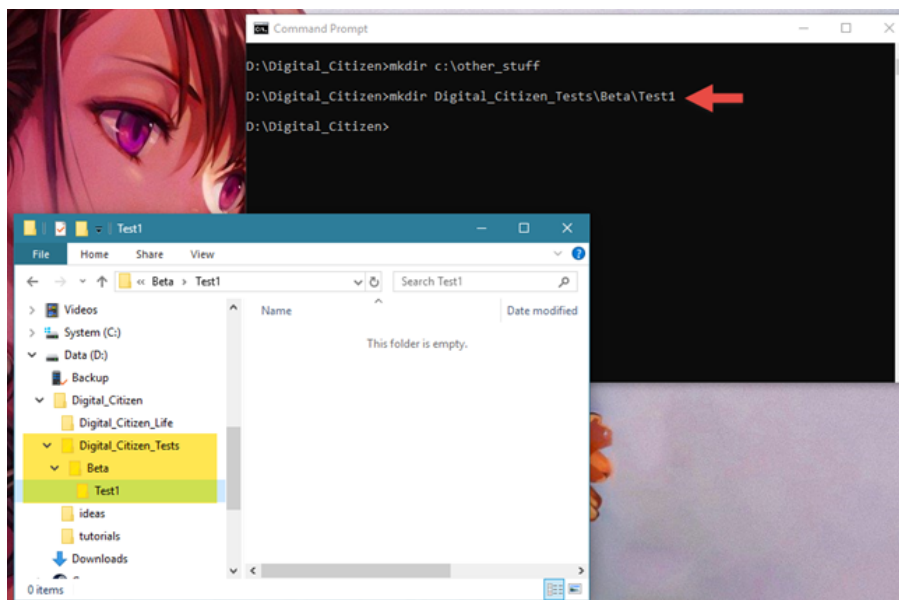 Command Prompt
D:\Digital_Citizen>mkdir c:\other_stuff
D:\Digital_Citizen>mkdir Digital_Citizen_Tests\Beta\Test1
D:\Digital_Citizen>
Test1
File Home Share View
« Beta > Test1
Search Test1
Videos
System (C:)
Data (D:)
Backup
Digital_Citizen
Digital_Citizen_Life
Digital_Citizen_Tests
Beta
Test1
ideas
tutorials
Downloads
Name Date modified
This folder is empty.
0 items